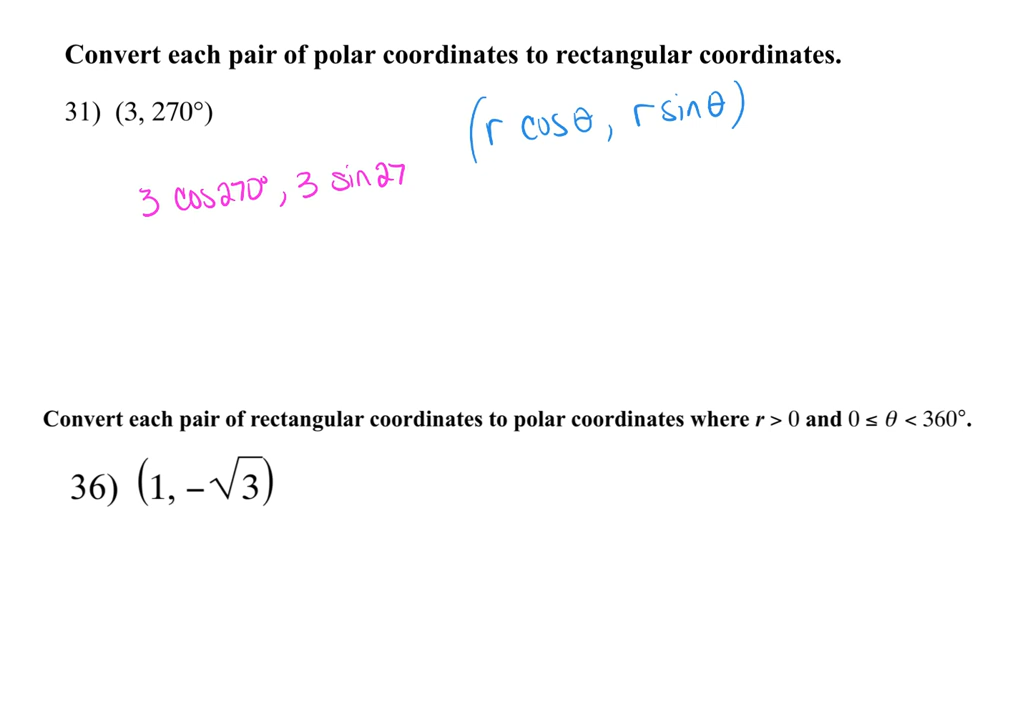 Convert each pair of polar coordinates to rectangular coordinates.
31) (3, 270°)
(r cosθ, r sinθ)
3 cos270°, 3 sin27
Convert each pair of rectangular coordinates to polar coordinates where r > 0 and 0 ≤ θ < 360°.
36) (1, −√3)